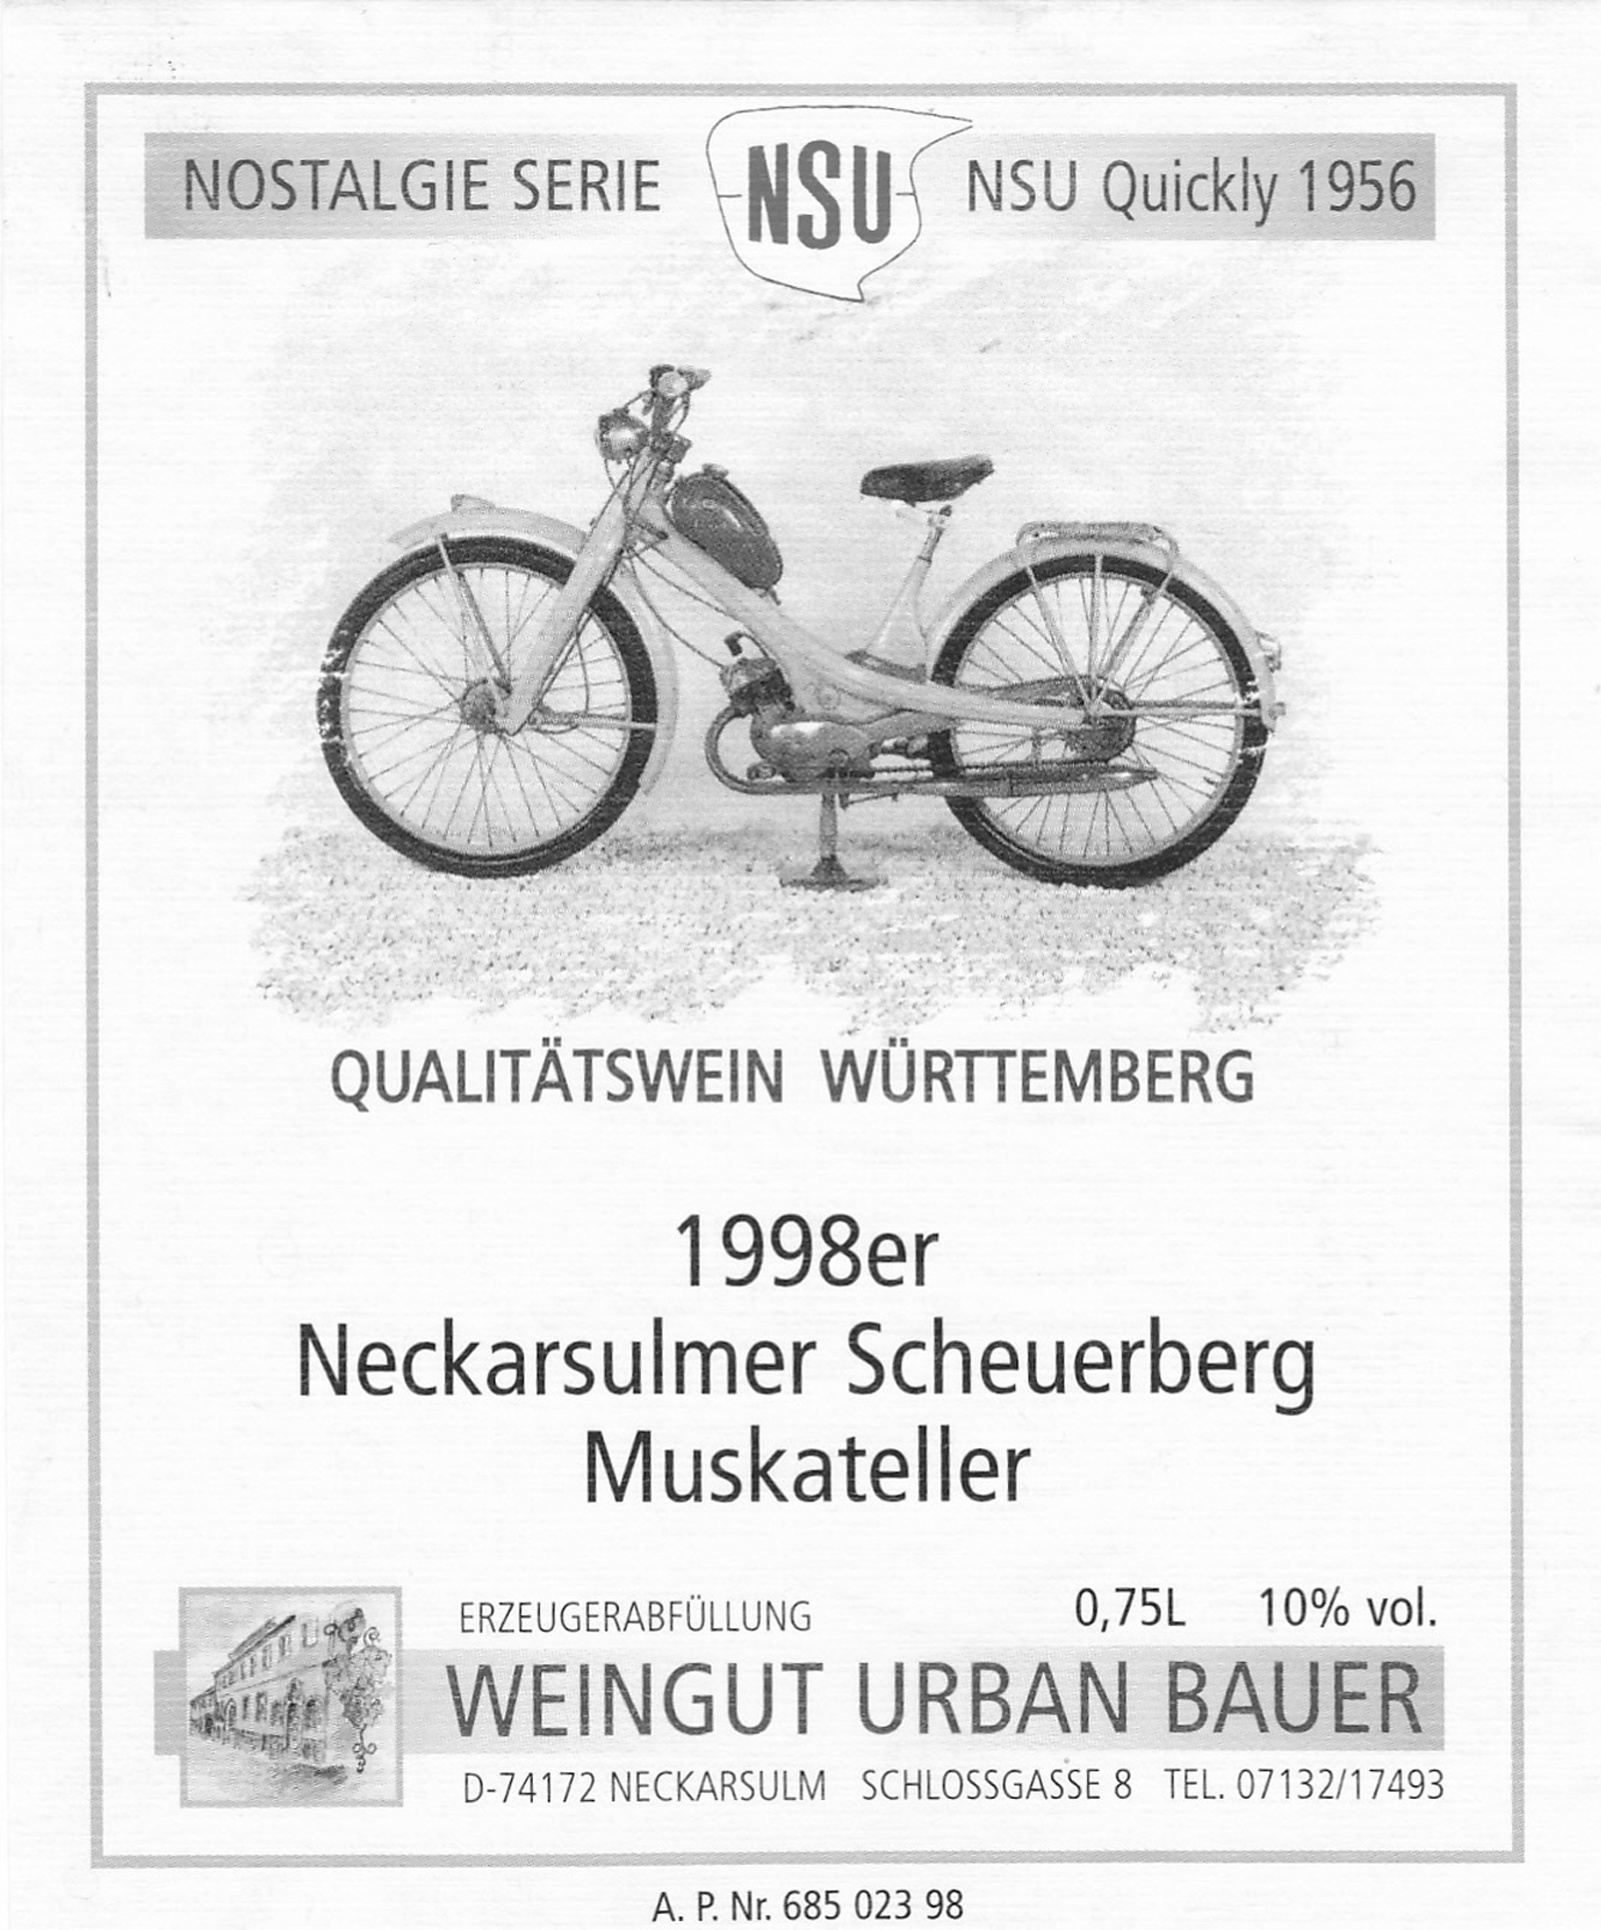 NOSTALGIE SERIE NSU NSU Quickly 1956
QUALITÄTSWEIN WÜRTTEMBERG
1998er
Neckarsulmer Scheuerberg
Muskateller
ERZEUGERABFÜLLUNG 0,75L 10% vol.
WEINGUT URBAN BAUER
D-74172 NECKARSULM SCHLOSSGASSE 8 TEL. 07132/17493
A. P. Nr. 685 023 98